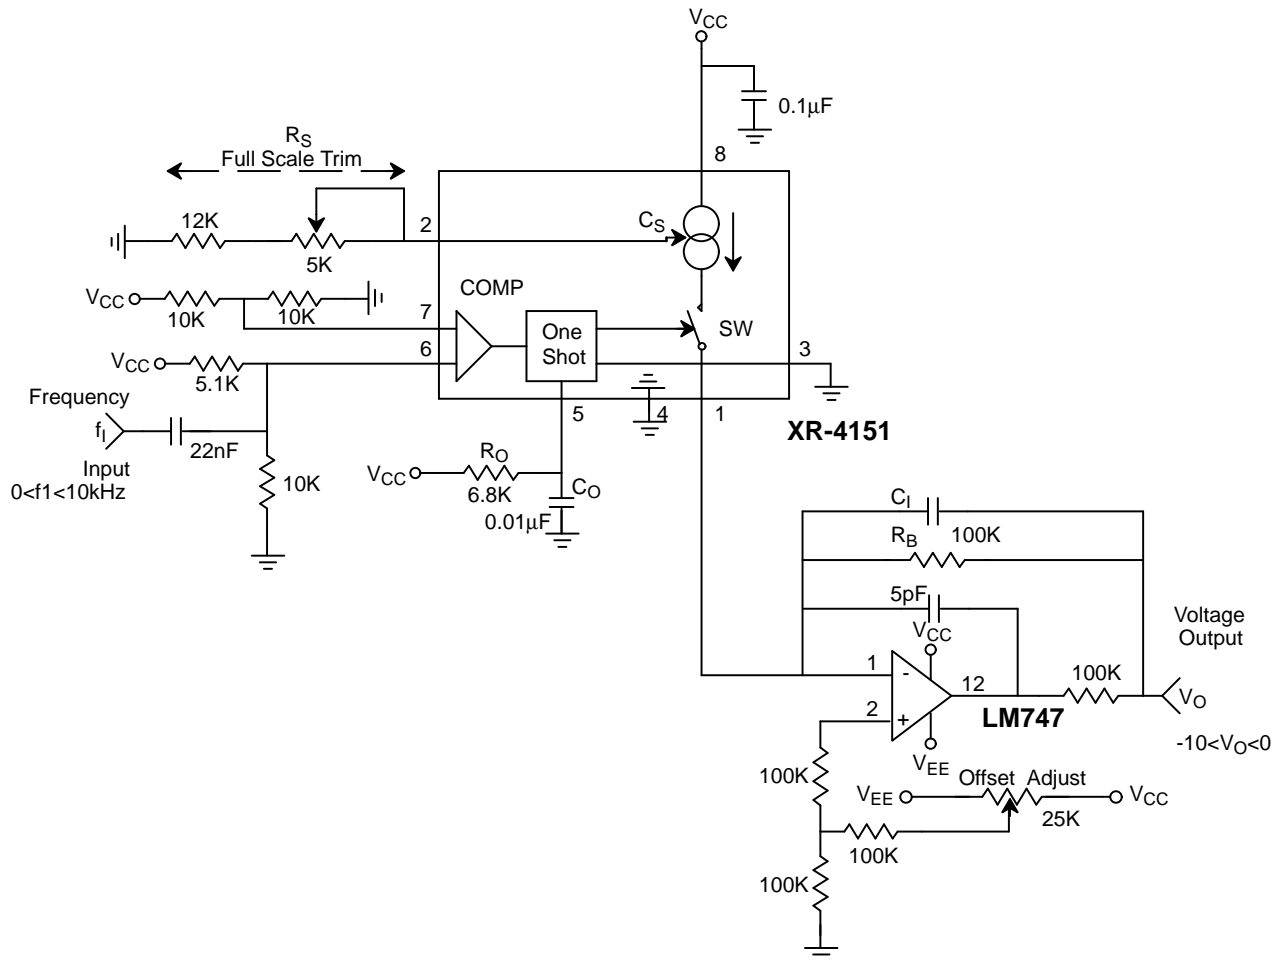 VCC
0.1µF
8
RS
Full Scale Trim
12K
5K
2
CS
VCC
10K
10K
7
COMP
One
Shot
SW
VCC
5.1K
6
3
Frequency
fI
Input
0<f1<10kHz
22nF
10K
5
4
1
XR-4151
VCC
RO
6.8K
CO
0.01µF
CI
100K
RB
5pF
VCC
1
-
2
+
12
LM747
VEE
100K
Voltage
Output
VO
-10<VO<0
100K
VEE
Offset Adjust
25K
VCC
100K
100K